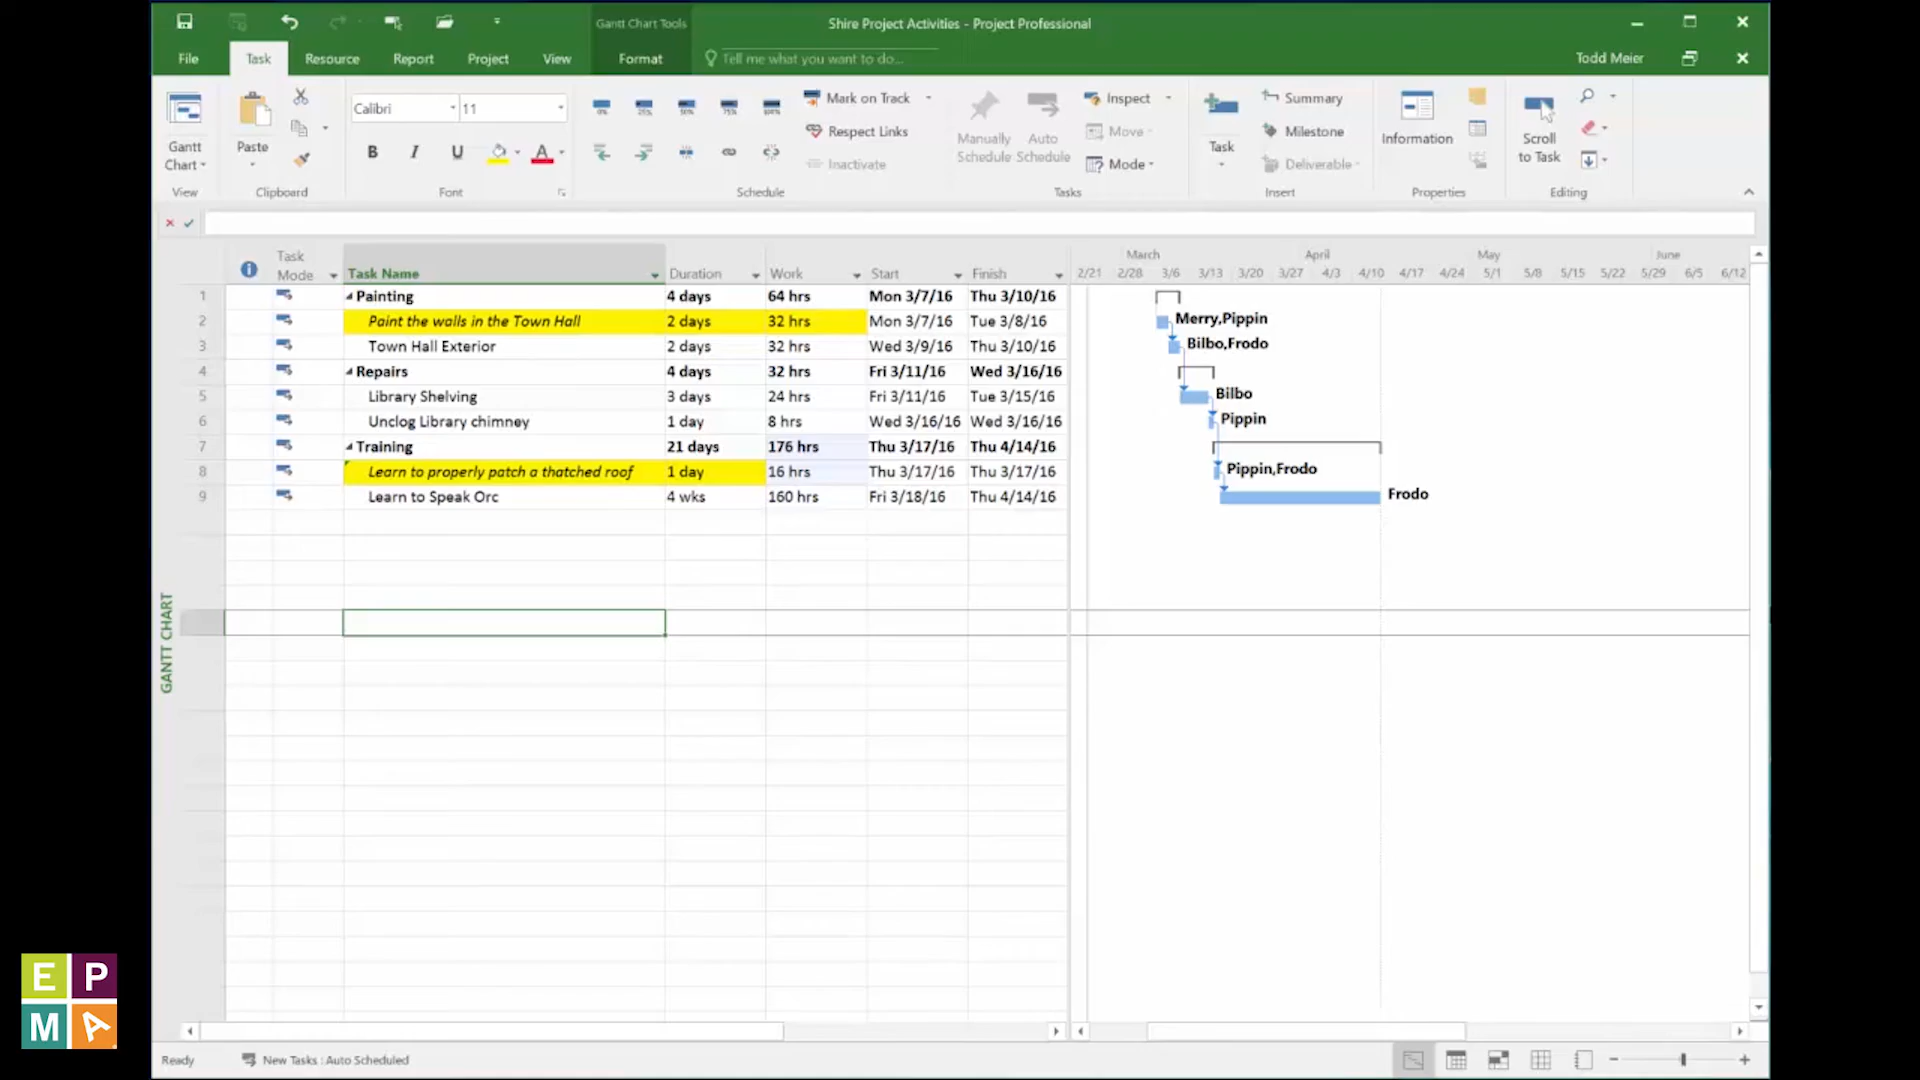 Gantt Chart Tools
Shire Project Activities - Project Professional
File Task Resource Report Project View Format Tell me what you want to do... Todd Meier
Gantt Chart
Paste
Calibri 11
B I U A
0% 25% 50% 75% 100%
Mark on Track
Respect Links
Inactivate
Manually Schedule
Auto Schedule
Inspect
Move
Mode
Task
Summary
Milestone
Deliverable
Information
Scroll to Task
View Clipboard Font Schedule Tasks Insert Properties Editing
Task Mode Task Name Duration Work Start Finish
March April May June
2/21 2/28 3/6 3/13 3/20 3/27 4/3 4/10 4/17 4/24 5/1 5/8 5/15 5/22 5/29 6/5 6/12
1 Painting 4 days 64 hrs Mon 3/7/16 Thu 3/10/16
2 Paint the walls in the Town Hall 2 days 32 hrs Mon 3/7/16 Tue 3/8/16 Merry,Pippin
3 Town Hall Exterior 2 days 32 hrs Wed 3/9/16 Thu 3/10/16 Bilbo,Frodo
4 Repairs 4 days 32 hrs Fri 3/11/16 Wed 3/16/16
5 Library Shelving 3 days 24 hrs Fri 3/11/16 Tue 3/15/16 Bilbo
6 Unclog Library chimney 1 day 8 hrs Wed 3/16/16 Wed 3/16/16 Pippin
7 Training 21 days 176 hrs Thu 3/17/16 Thu 4/14/16
8 Learn to properly patch a thatched roof 1 day 16 hrs Thu 3/17/16 Thu 3/17/16 Pippin,Frodo
9 Learn to Speak Orc 4 wks 160 hrs Fri 3/18/16 Thu 4/14/16 Frodo
GANTT CHART
E P
M A
Ready New Tasks : Auto Scheduled